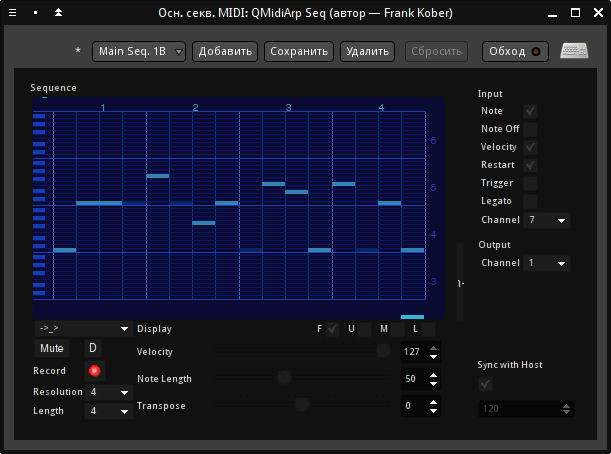 Осн. секв. MIDI: QMidiArp Seq (автор — Frank Kober)
* Main Seq. 1B Добавить Сохранить Удалить Сбросить Обход
Sequence
1 2 3 4
6
5
4
3
Input
Note
Note Off
Velocity
Restart
Trigger
Legato
Channel 7
Output
Channel 1
->_> Display F U M L
Mute D Velocity 127
Record Note Length 50
Resolution 4 Transpose 0
Length 4
Sync with Host
120